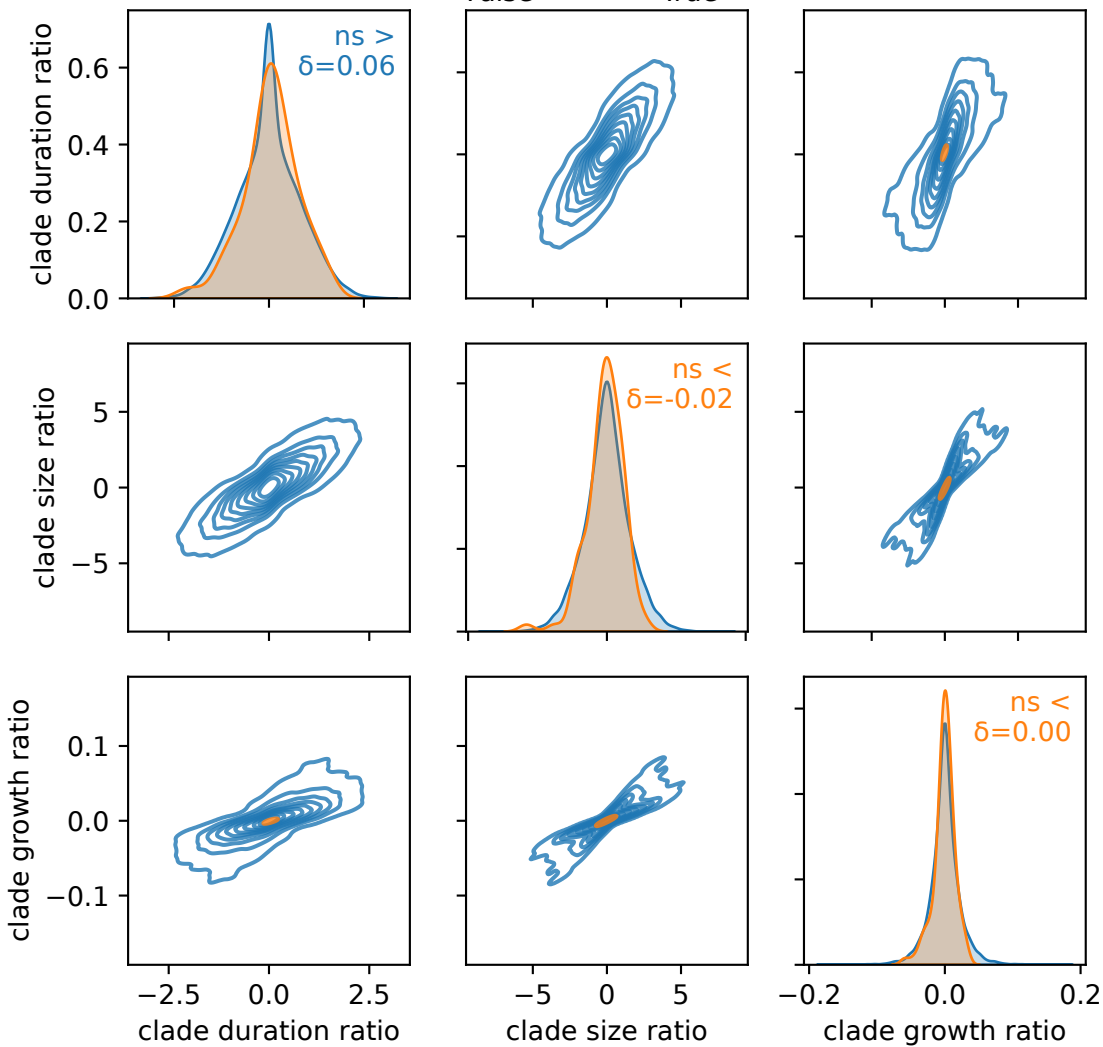 clade duration ratio
0.6
0.4
0.2
0.0
ns >
δ=0.06
clade size ratio
5
0
−5
ns <
δ=-0.02
clade growth ratio
0.1
0.0
−0.1
ns <
δ=0.00
−2.5 0.0 2.5
−5 0 5
−0.2 0.0 0.2
clade duration ratio
clade size ratio
clade growth ratio